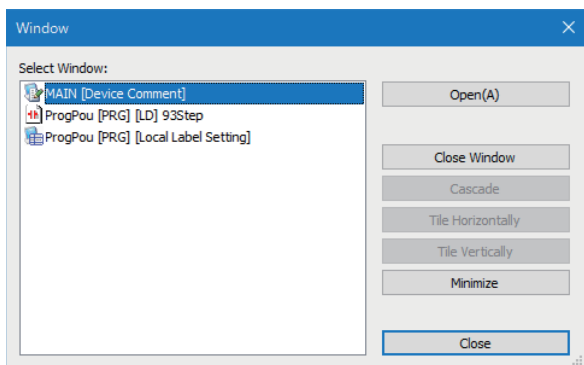 Window
Select Window:
MAIN [Device Comment]
ProgPou [PRG] [LD] 93Step
ProgPou [PRG] [Local Label Setting]
Open(A)
Close Window
Cascade
Tile Horizontally
Tile Vertically
Minimize
Close